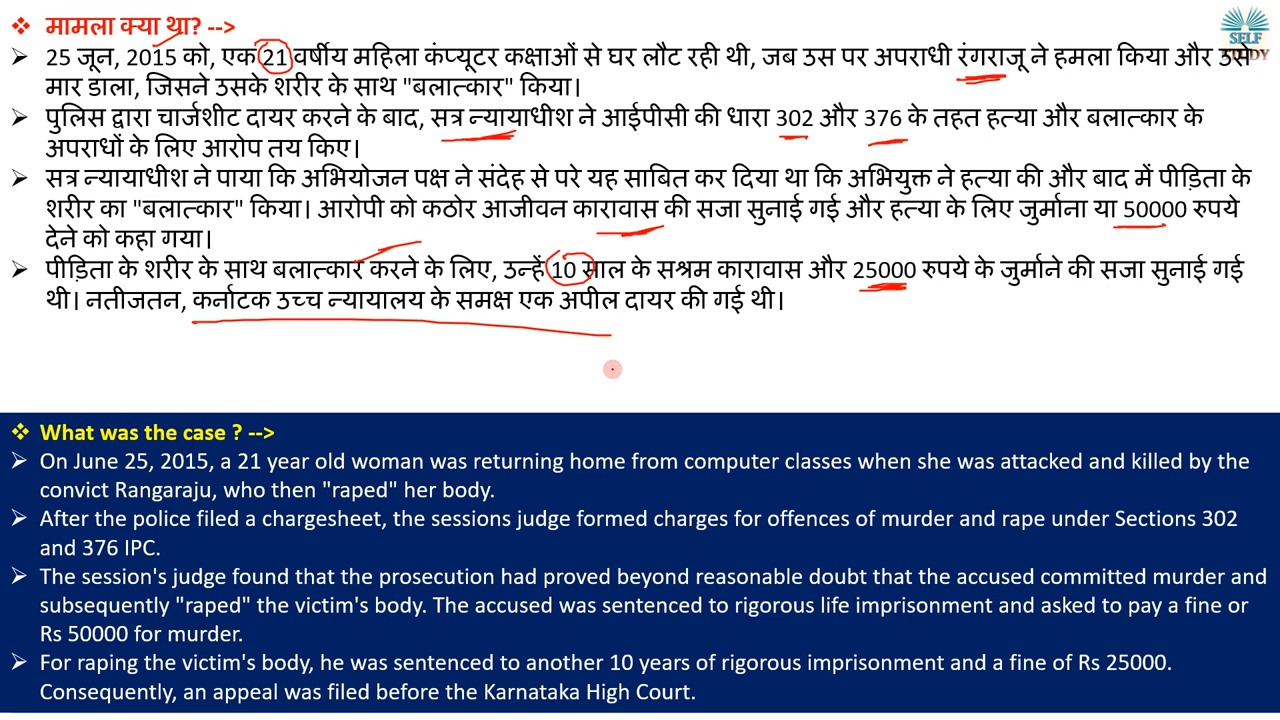 ❖ मामला क्या था? -->
➢ 25 जून, 2015 को, एक 21 वर्षीय महिला कंप्यूटर कक्षाओं से घर लौट रही थी, जब उस पर अपराधी रंगराजू ने हमला किया और उसे
मार डाला, जिसने उसके शरीर के साथ "बलात्कार" किया।
➢ पुलिस द्वारा चार्जशीट दायर करने के बाद, सत्र न्यायाधीश ने आईपीसी की धारा 302 और 376 के तहत हत्या और बलात्कार के
अपराधों के लिए आरोप तय किए।
➢ सत्र न्यायाधीश ने पाया कि अभियोजन पक्ष ने संदेह से परे यह साबित कर दिया था कि अभियुक्त ने हत्या की और बाद में पीड़िता के
शरीर का "बलात्कार" किया। आरोपी को कठोर आजीवन कारावास की सजा सुनाई गई और हत्या के लिए जुर्माना या 50000 रुपये
देने को कहा गया।
➢ पीड़िता के शरीर के साथ बलात्कार करने के लिए, उन्हें 10 साल के सश्रम कारावास और 25000 रुपये के जुर्माने की सजा सुनाई गई
थी। नतीजतन, कर्नाटक उच्च न्यायालय के समक्ष एक अपील दायर की गई थी।
SELF
STUDY
❖ What was the case ? -->
➢ On June 25, 2015, a 21 year old woman was returning home from computer classes when she was attacked and killed by the
convict Rangaraju, who then "raped" her body.
➢ After the police filed a chargesheet, the sessions judge formed charges for offences of murder and rape under Sections 302
and 376 IPC.
➢ The session's judge found that the prosecution had proved beyond reasonable doubt that the accused committed murder and
subsequently "raped" the victim's body. The accused was sentenced to rigorous life imprisonment and asked to pay a fine or
Rs 50000 for murder.
➢ For raping the victim's body, he was sentenced to another 10 years of rigorous imprisonment and a fine of Rs 25000.
Consequently, an appeal was filed before the Karnataka High Court.